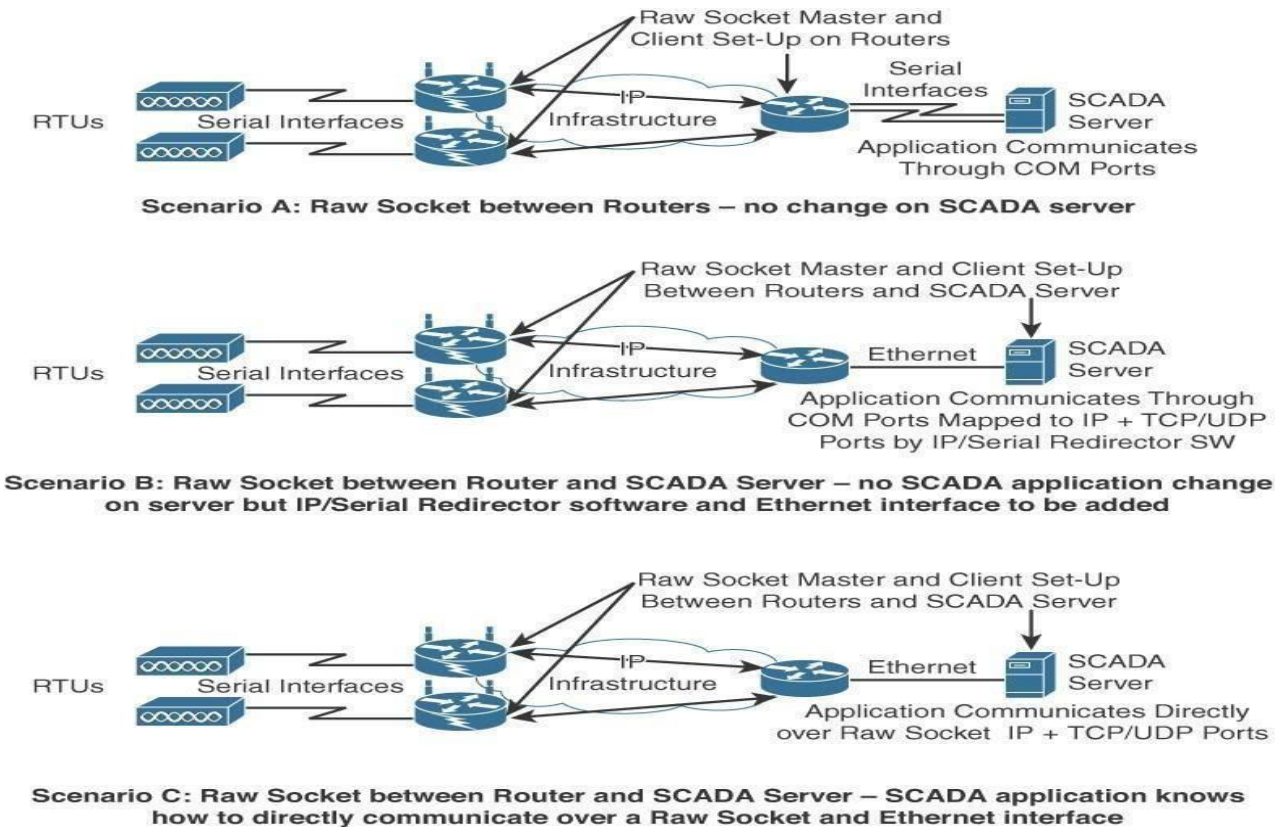 Raw Socket Master and
Client Set-Up on Routers
Serial
Interfaces
IP
Infrastructure
SCADA
Server
RTUs
Serial Interfaces
Application Communicates
Through COM Ports
Scenario A: Raw Socket between Routers – no change on SCADA server
Raw Socket Master and Client Set-Up
Between Routers and SCADA Server
IP
Infrastructure
Ethernet
SCADA
Server
RTUs
Serial Interfaces
Application Communicates Through
COM Ports Mapped to IP + TCP/UDP
Ports by IP/Serial Redirector SW
Scenario B: Raw Socket between Router and SCADA Server – no SCADA application change
on server but IP/Serial Redirector software and Ethernet interface to be added
Raw Socket Master and Client Set-Up
Between Routers and SCADA Server
IP
Infrastructure
Ethernet
SCADA
Server
RTUs
Serial Interfaces
Application Communicates Directly
over Raw Socket IP + TCP/UDP Ports
Scenario C: Raw Socket between Router and SCADA Server – SCADA application knows
how to directly communicate over a Raw Socket and Ethernet interface